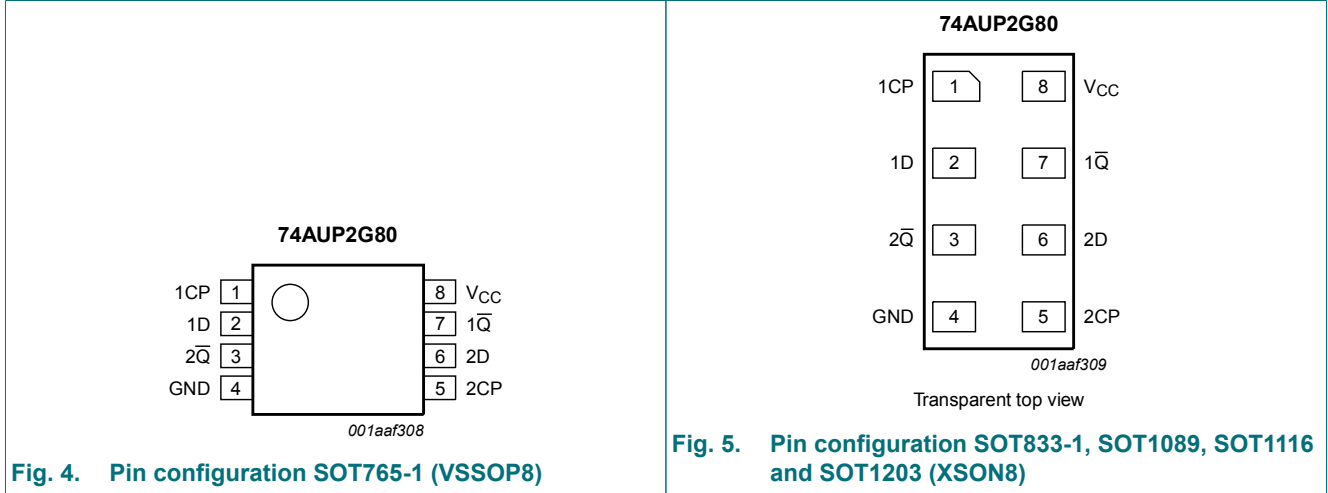 74AUP2G80
1CP 1 8 VCC
1D 2 7 1Q̅
2Q̅ 3 6 2D
GND 4 5 2CP
001aaf308
Fig. 4. Pin configuration SOT765-1 (VSSOP8)
74AUP2G80
1CP 1 8 VCC
1D 2 7 1Q̅
2Q̅ 3 6 2D
GND 4 5 2CP
001aaf309
Transparent top view
Fig. 5. Pin configuration SOT833-1, SOT1089, SOT1116
and SOT1203 (XSON8)